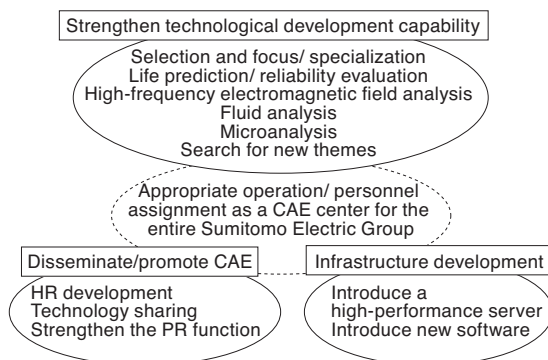 Strengthen technological development capability
Selection and focus/ specialization
Life prediction/ reliability evaluation
High-frequency electromagnetic field analysis
Fluid analysis
Microanalysis
Search for new themes
Appropriate operation/ personnel
assignment as a CAE center for the
entire Sumitomo Electric Group
Disseminate/promote CAE
HR development
Technology sharing
Strengthen the PR function
Infrastructure development
Introduce a
high-performance server
Introduce new software